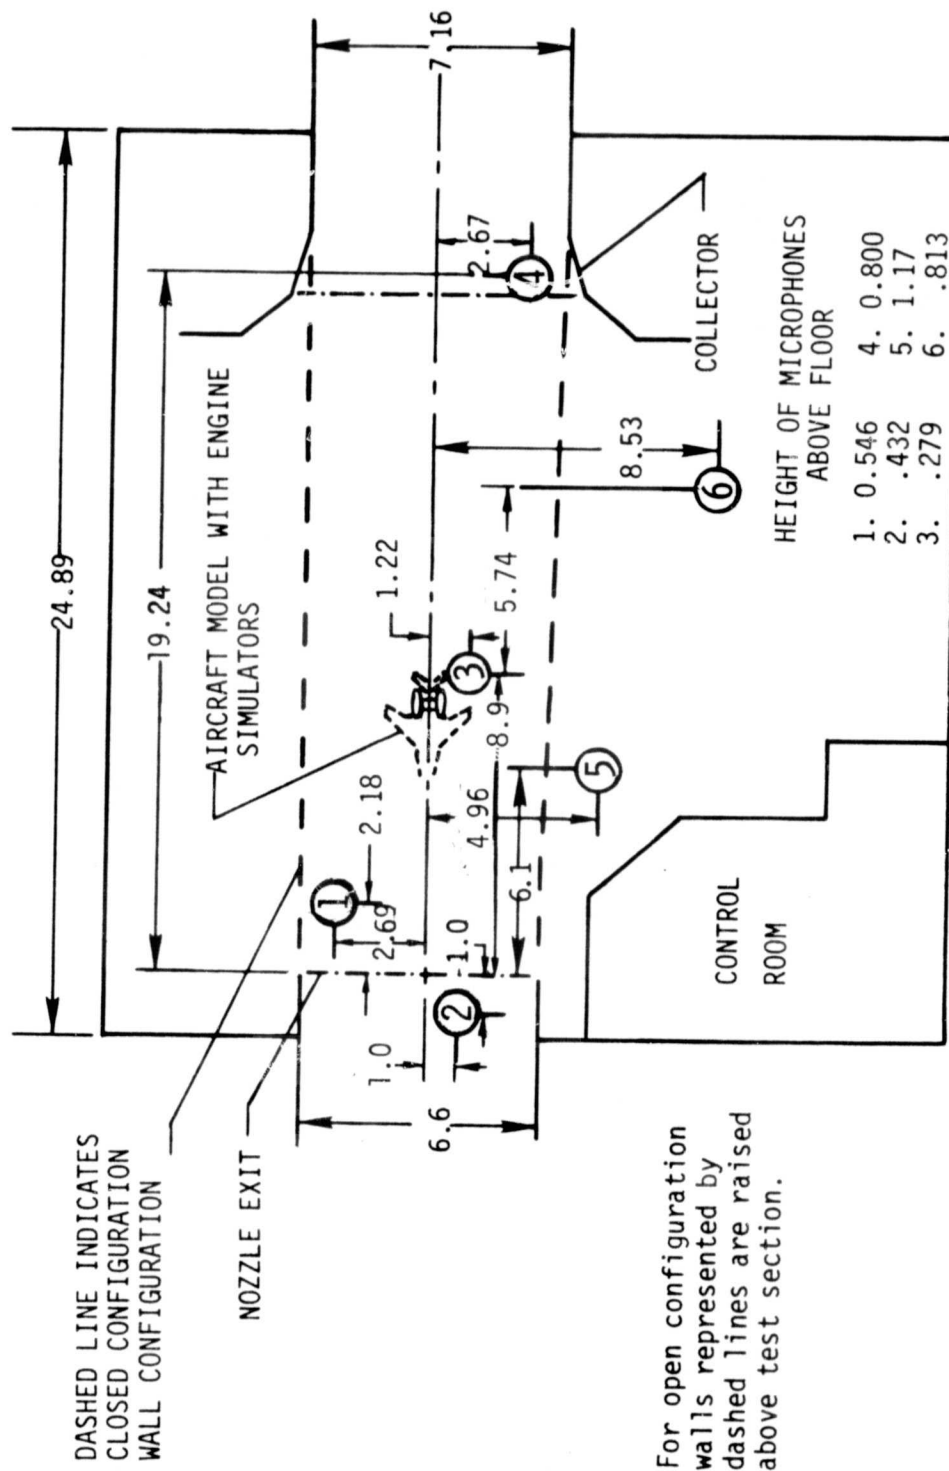 24.89
19.24
7.16
DASHED LINE INDICATES
CLOSED CONFIGURATION
WALL CONFIGURATION
NOZZLE EXIT
AIRCRAFT MODEL WITH ENGINE
SIMULATORS
1
2.18
2.69
1.22
2.67
4
1.0
6.6
2
1.0
3
8.9
5.74
4.96
6.1
5
8.53
6
COLLECTOR
CONTROL
ROOM
HEIGHT OF MICROPHONES
ABOVE FLOOR
1. 0.546 4. 0.800
2. .432 5. 1.17
3. .279 6. .813
For open configuration
walls represented by
dashed lines are raised
above test section.